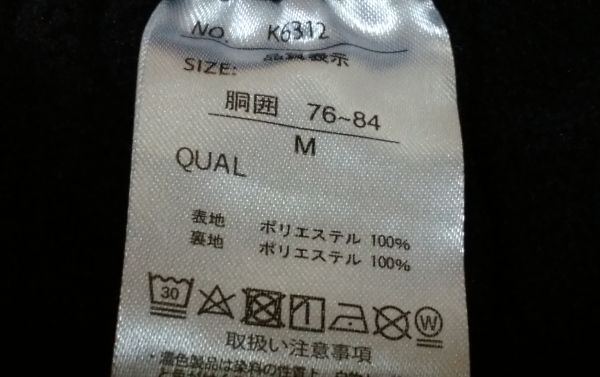 NO. K6312
品質表示
SIZE:
胴囲 76~84
M
QUAL
表地 ポリエステル 100%
裏地 ポリエステル 100%
30
W
取扱い注意事項
・濃色製品は染料の性質上、